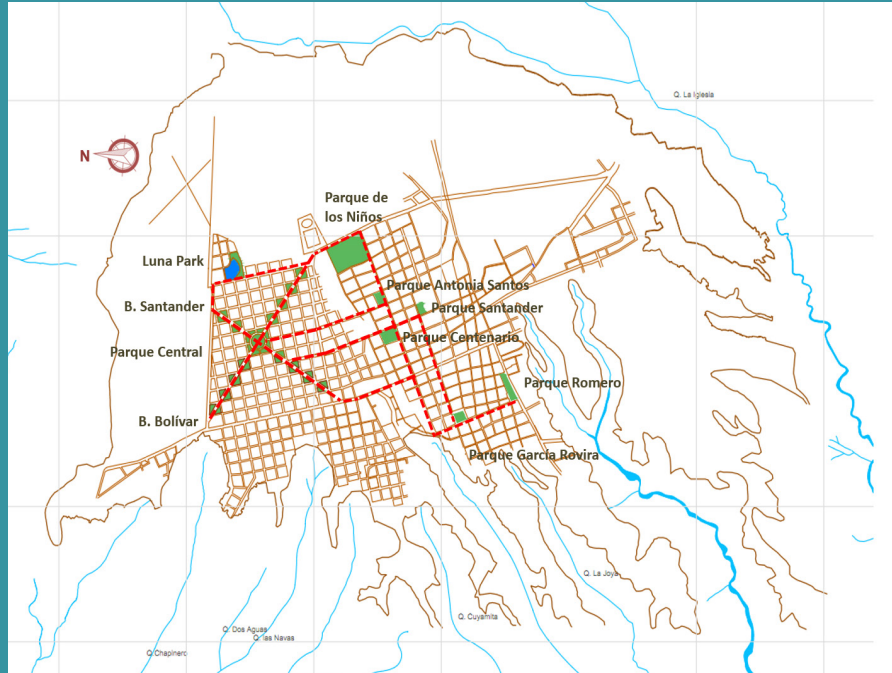 Q. La Iglesia
N
Parque de
los Niños
Luna Park
Parque Antonia Santos
B. Santander
Parque Santander
Parque Centenario
Parque Central
Parque Romero
B. Bolívar
Parque García Rovira
Q. La Joya
Q. Cuyamita
Q. Dos Aguas
Q. las Navas
Q. Chapinero